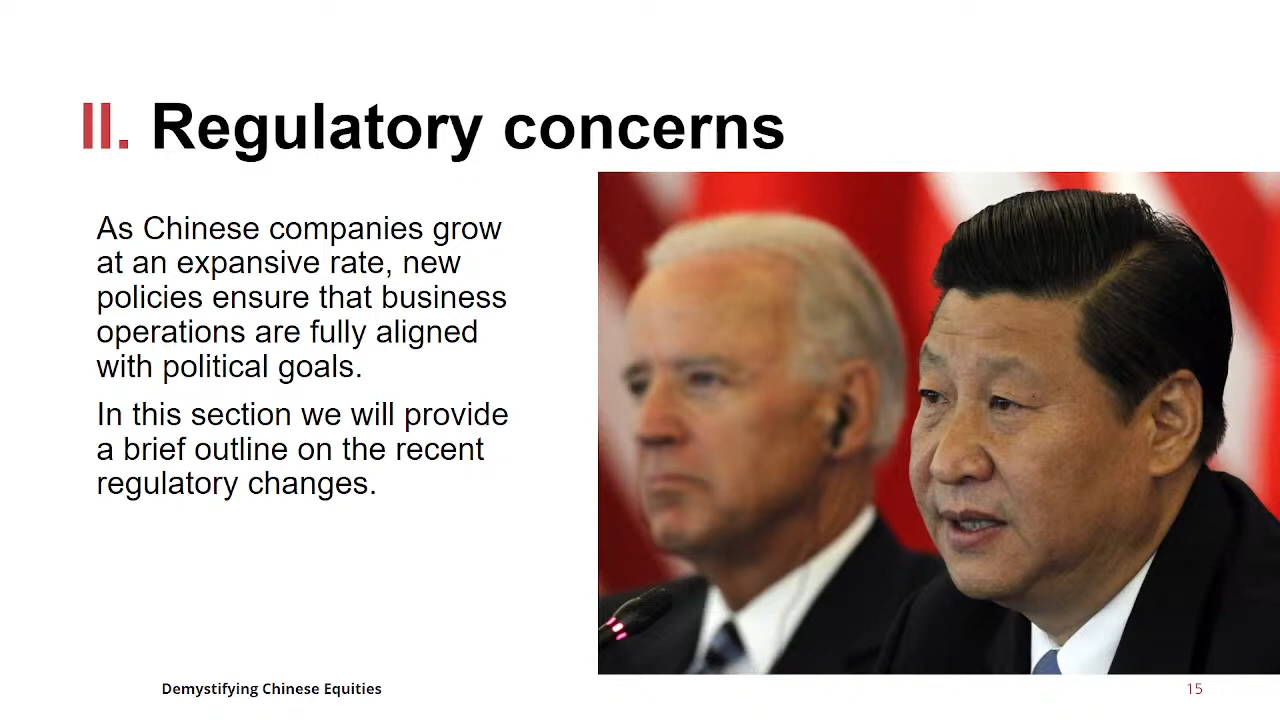 II. Regulatory concerns
As Chinese companies grow
at an expansive rate, new
policies ensure that business
operations are fully aligned
with political goals.
In this section we will provide
a brief outline on the recent
regulatory changes.
Demystifying Chinese Equities
15